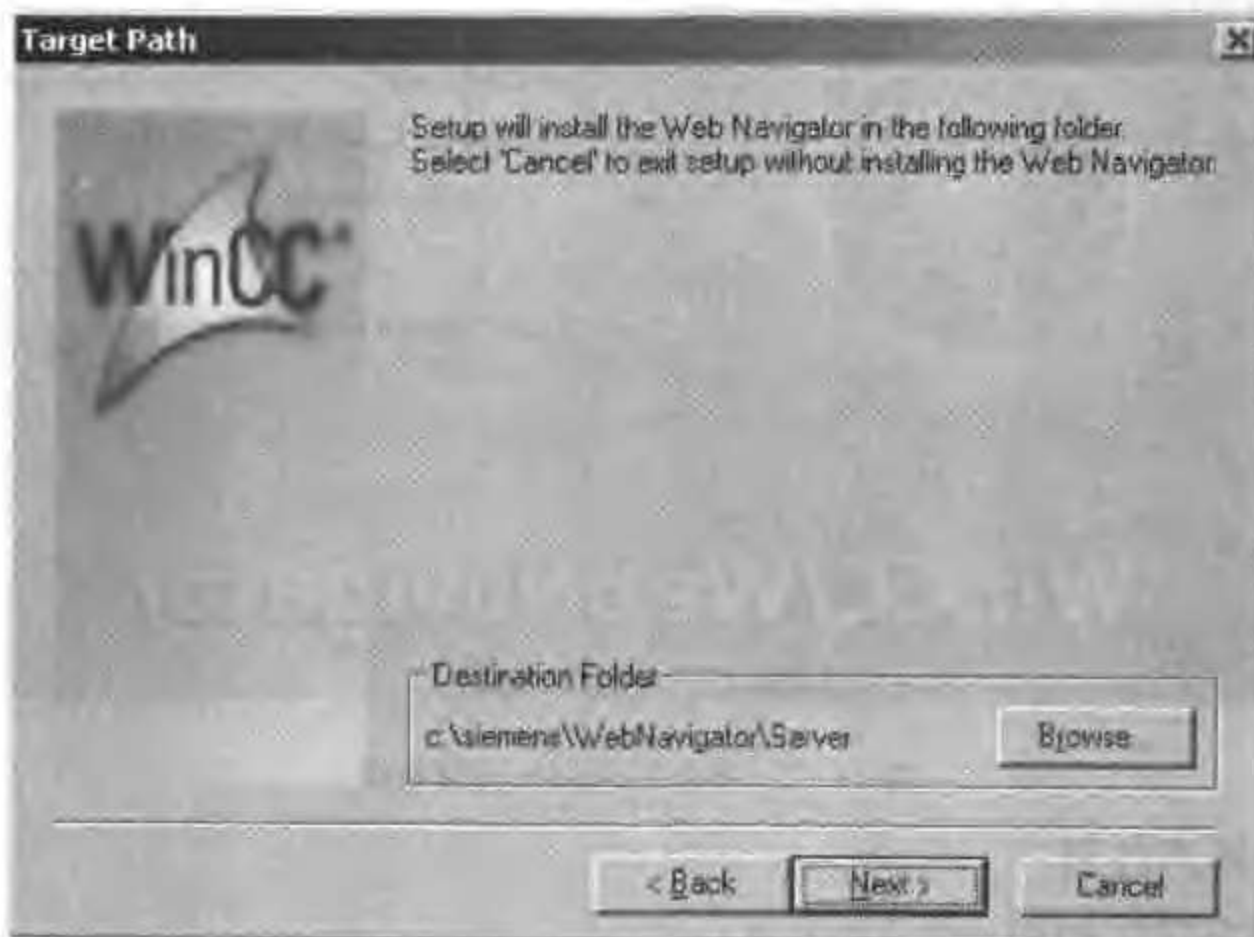 Target Path
Setup will install the Web Navigator in the following folder.
Select 'Cancel' to exit setup without installing the Web Navigator.
WinCC
Destination Folder
c:\siemens\WebNavigator\Server
Browse...
< Back
Next >
Cancel